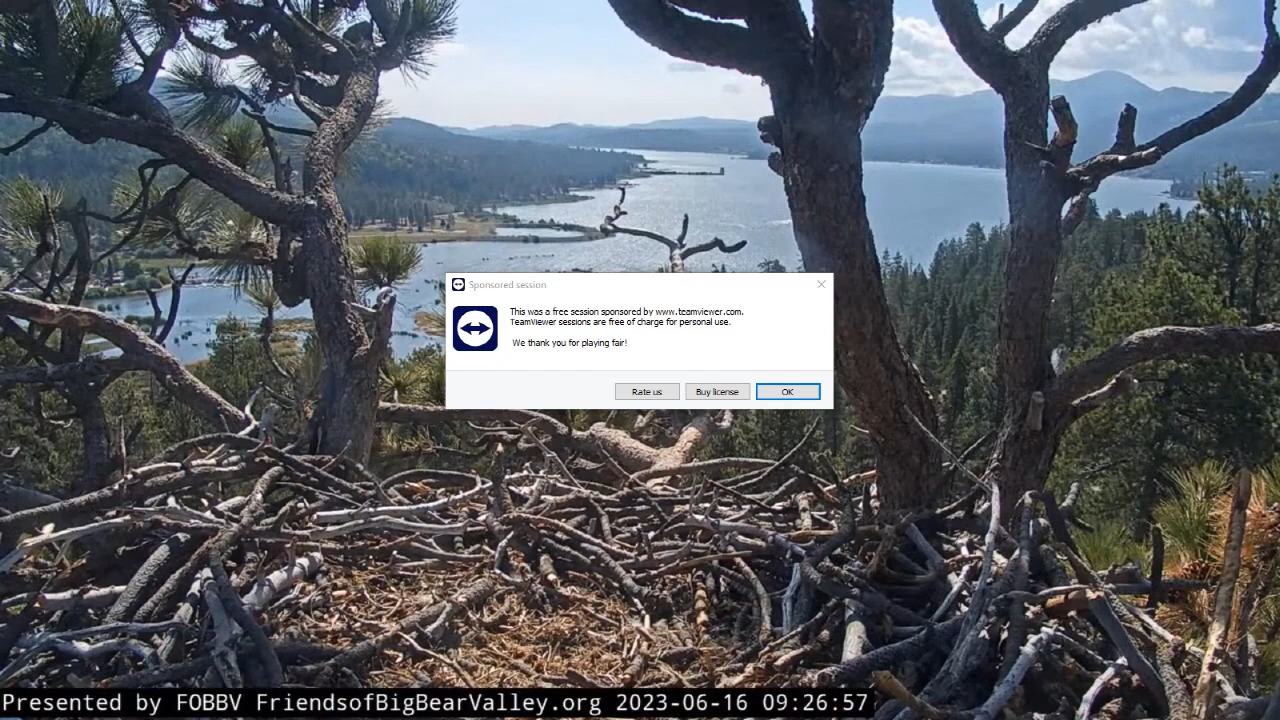 Sponsored session
This was a free session sponsored by www.teamviewer.com.
TeamViewer sessions are free of charge for personal use.
We thank you for playing fair!
Rate us
Buy license
OK
Presented by FOBBV FriendsofBigBearValley.org 2023-06-16 09:26:57